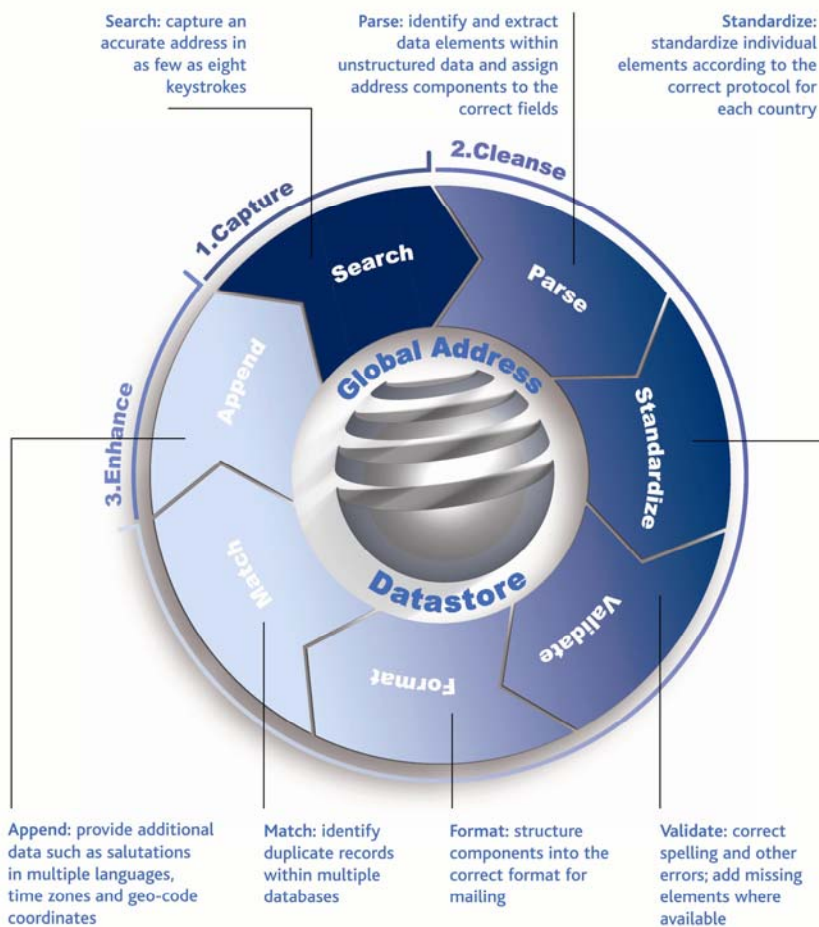 Search: capture an
accurate address in
as few as eight
keystrokes
Parse: identify and extract
data elements within
unstructured data and assign
address components to the
correct fields
Standardize:
standardize individual
elements according to the
correct protocol for
each country
1.Capture
2.Cleanse
3.Enhance
Search
Parse
Standardize
Validate
Format
Match
Append
Global Address
Datastore
Append: provide additional
data such as salutations
in multiple languages,
time zones and geo-code
coordinates
Match: identify
duplicate records
within multiple
databases
Format: structure
components into the
correct format for
mailing
Validate: correct
spelling and other
errors; add missing
elements where
available